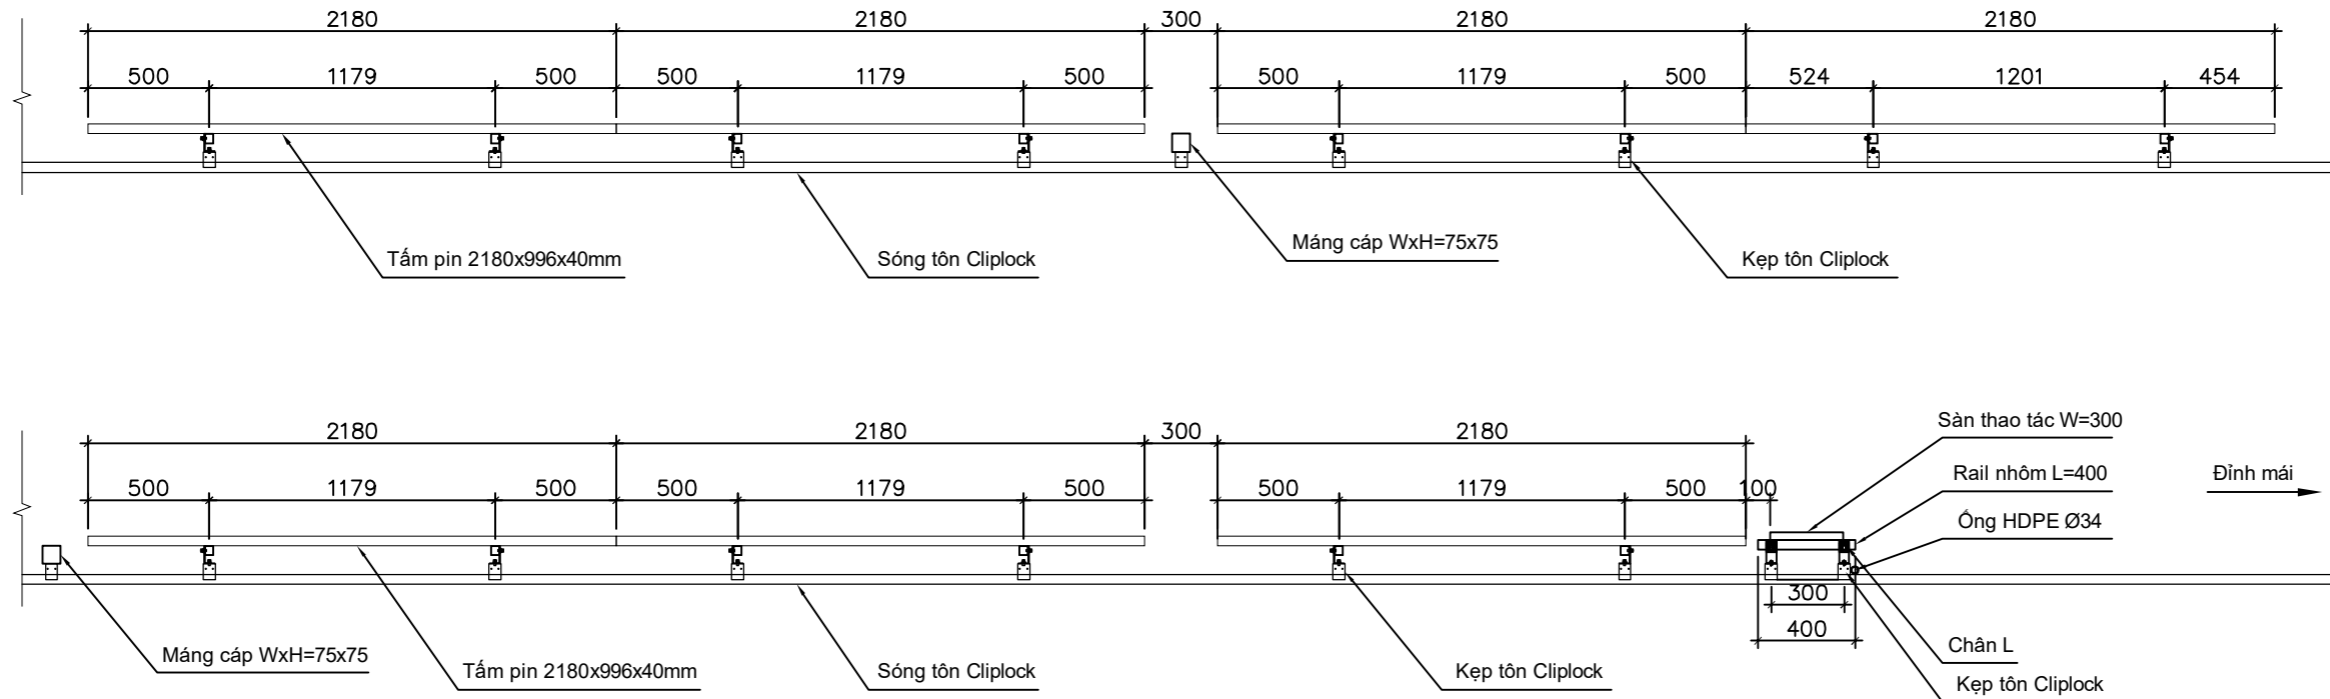 2180 2180 300 2180 2180
500 1179 500 500 1179 500 500 1179 500 524 1201 454
Tấm pin 2180x996x40mm
Sóng tôn Cliplock
Máng cáp WxH=75x75
Kẹp tôn Cliplock
2180 2180 300 2180
500 1179 500 500 1179 500 500 1179 500 100
Sàn thao tác W=300
Rail nhôm L=400
Đỉnh mái
Ống HDPE Ø34
300
400
Máng cáp WxH=75x75
Tấm pin 2180x996x40mm
Sóng tôn Cliplock
Kẹp tôn Cliplock
Chân L
Kẹp tôn Cliplock